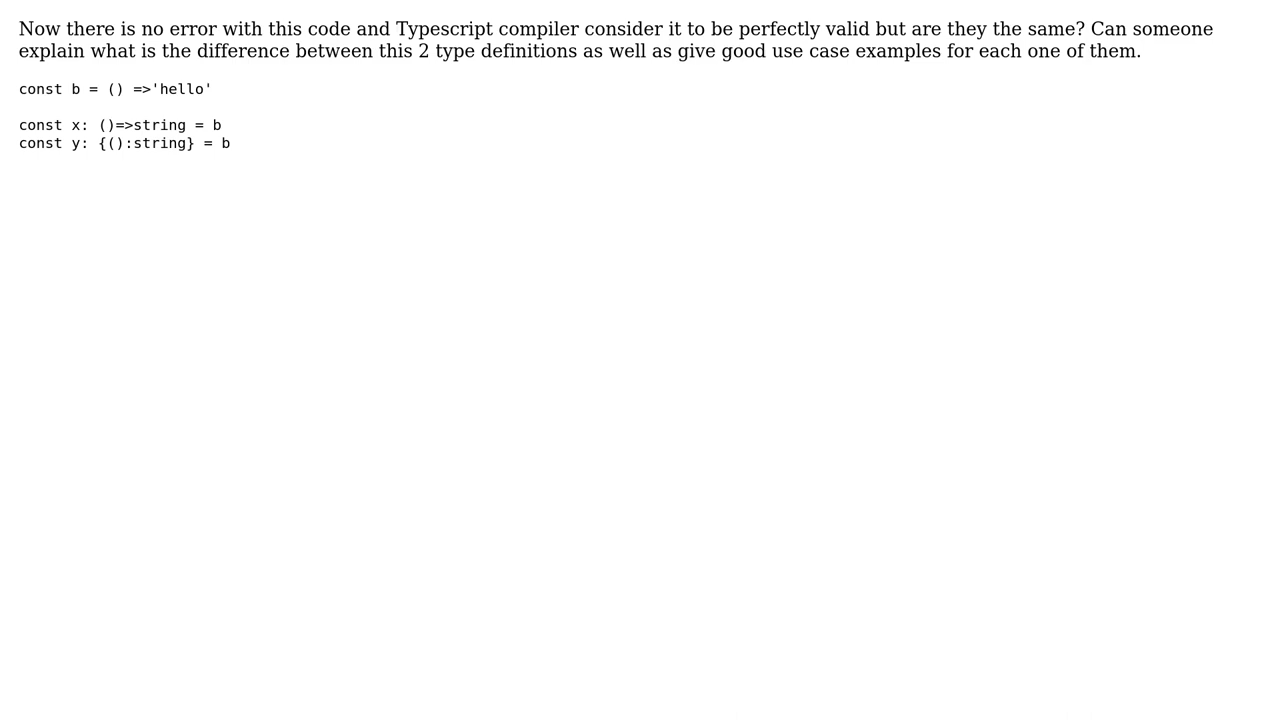 Now there is no error with this code and Typescript compiler consider it to be perfectly valid but are they the same? Can someone
explain what is the difference between this 2 type definitions as well as give good use case examples for each one of them.
const b = () =>'hello'
const x: ()=>string = b
const y: {():string} = b